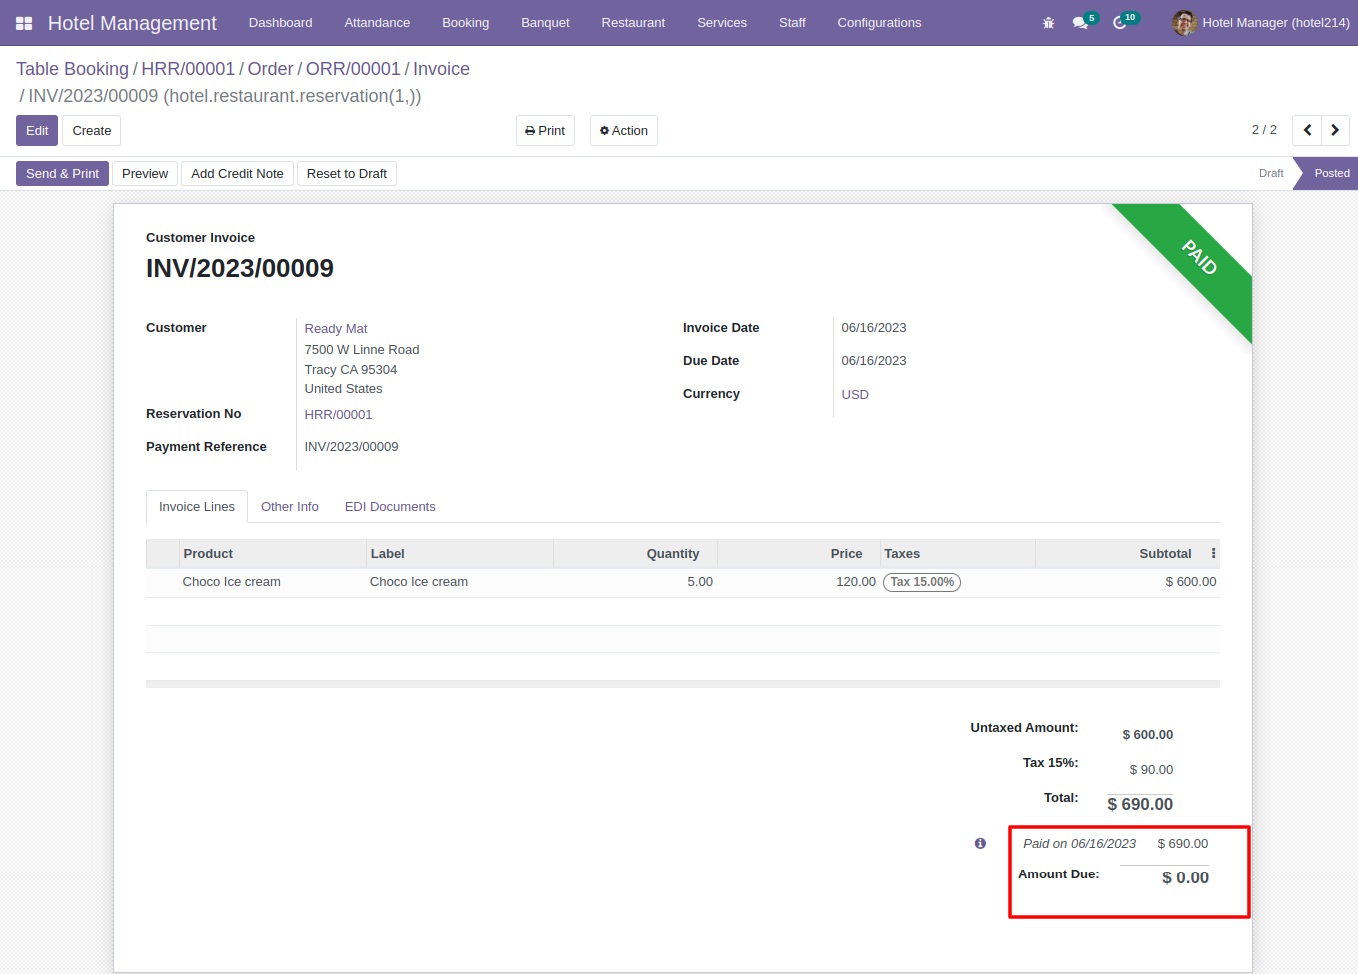 Hotel Management Dashboard Attandance Booking Banquet Restaurant Services Staff Configurations 5 10 Hotel Manager (hotel214)
Table Booking / HRR/00001 / Order / ORR/00001 / Invoice
/ INV/2023/00009 (hotel.restaurant.reservation(1,))
Edit Create Print Action 2 / 2
Send & Print Preview Add Credit Note Reset to Draft Draft Posted
PAID
Customer Invoice
INV/2023/00009
Customer Ready Mat Invoice Date 06/16/2023
7500 W Linne Road
Due Date 06/16/2023
Tracy CA 95304
United States
Currency USD
Reservation No HRR/00001
Payment Reference INV/2023/00009
Invoice Lines Other Info EDI Documents
Product Label Quantity Price Taxes Subtotal
Choco Ice cream Choco Ice cream 5.00 120.00 Tax 15.00% $ 600.00
Untaxed Amount: $ 600.00
Tax 15%: $ 90.00
Total: $ 690.00
Paid on 06/16/2023 $ 690.00
Amount Due: $ 0.00